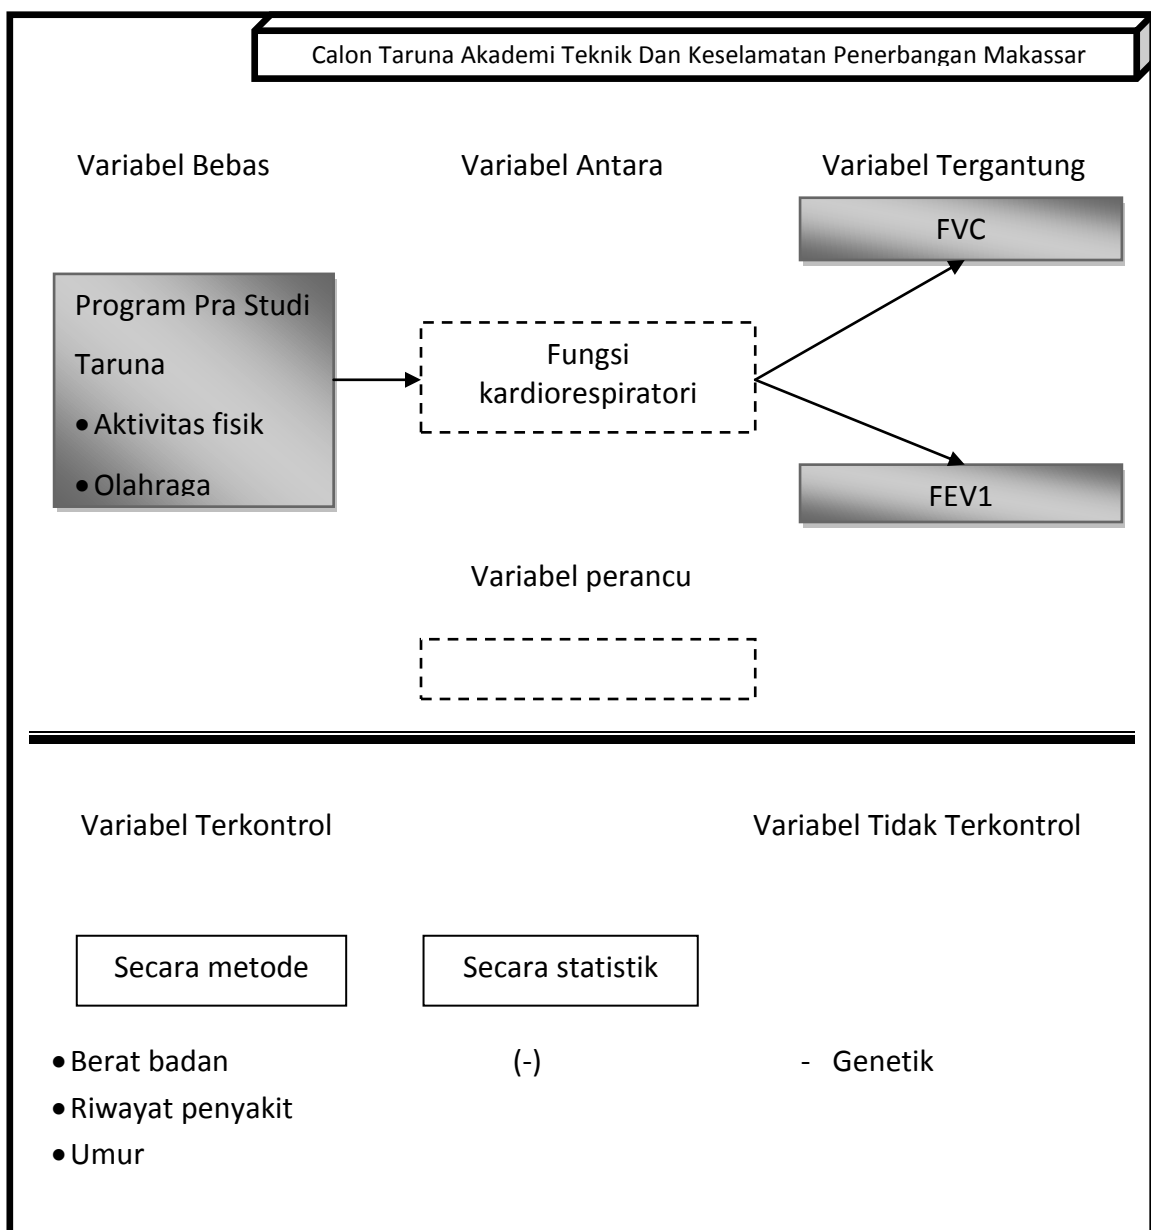 Calon Taruna Akademi Teknik Dan Keselamatan Penerbangan Makassar
Variabel Bebas
Variabel Antara
Variabel Tergantung
FVC
Program Pra Studi
Taruna
• Aktivitas fisik
• Olahraga
Fungsi
kardiorespiratori
FEV1
Variabel perancu
Variabel Terkontrol
Variabel Tidak Terkontrol
Secara metode
Secara statistik
• Berat badan
• Riwayat penyakit
• Umur
(-)
- Genetik